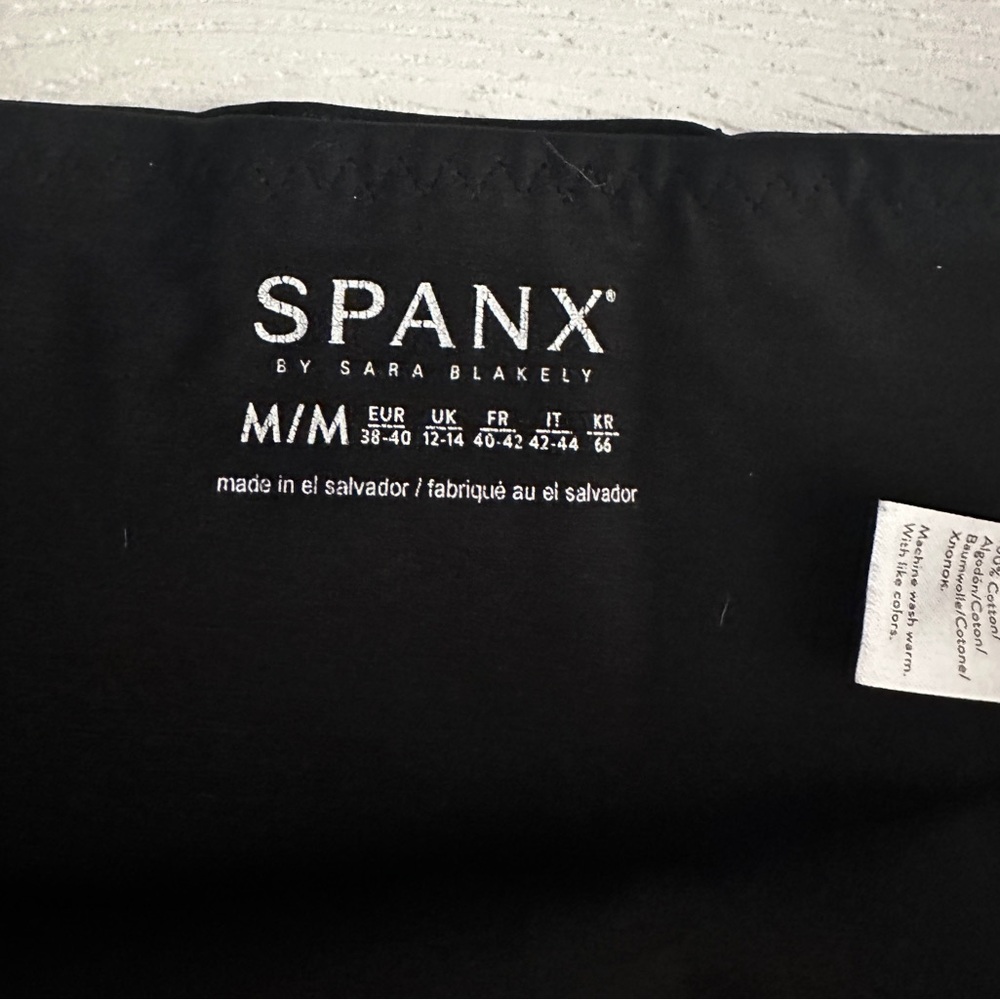 SPANX®
BY SARA BLAKELY
M/M EUR 38-40 UK 12-14 FR 40-42 IT 42-44 KR 66
made in el salvador / fabriqué au el salvador
Cotton/
Algodón/Coton/
Baumwolle/Cotone/
Хлопок.
Machine wash warm.
With like colors.